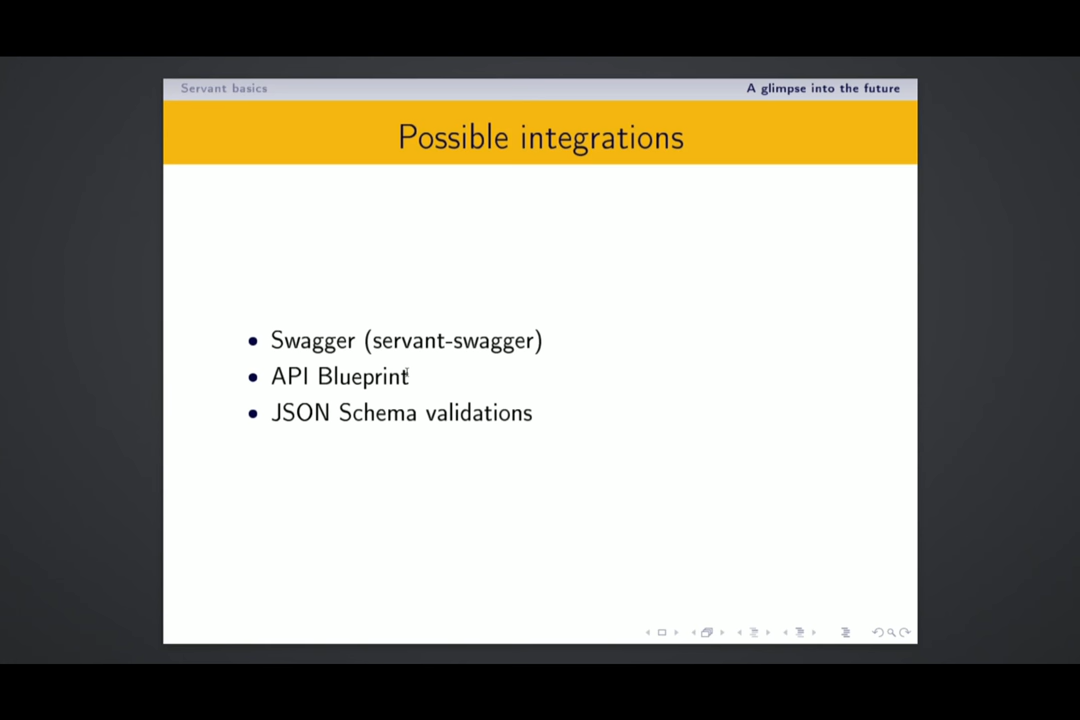 Servant basics
A glimpse into the future
Possible integrations
• Swagger (servant-swagger)
• API Blueprint
• JSON Schema validations